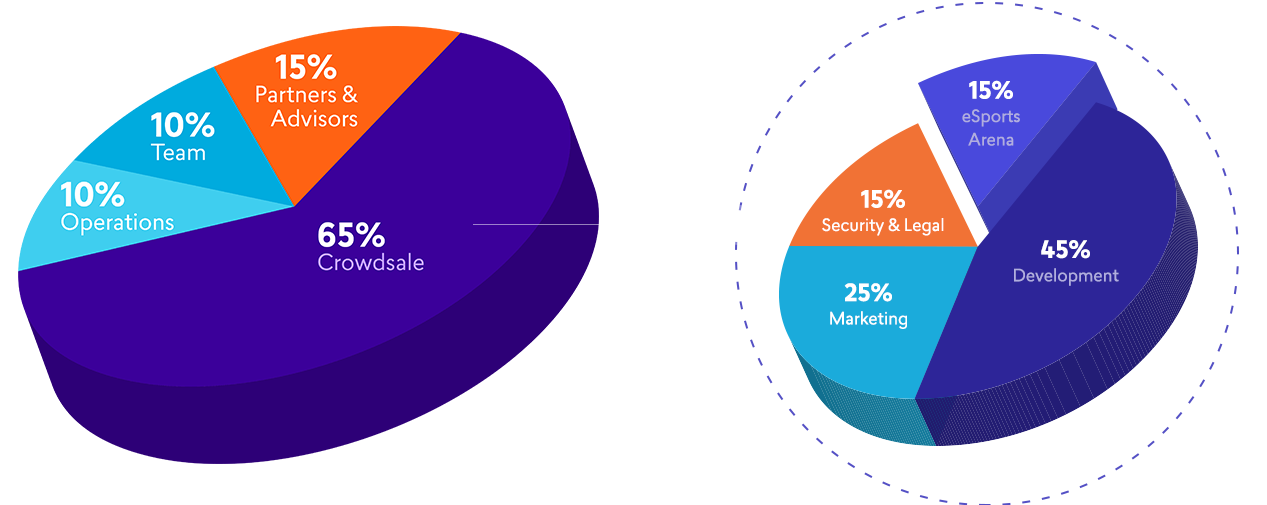 15%
Partners &
Advisors
10%
Team
10%
Operations
65%
Crowdsale
15%
eSports
Arena
15%
Security & Legal
45%
Development
25%
Marketing